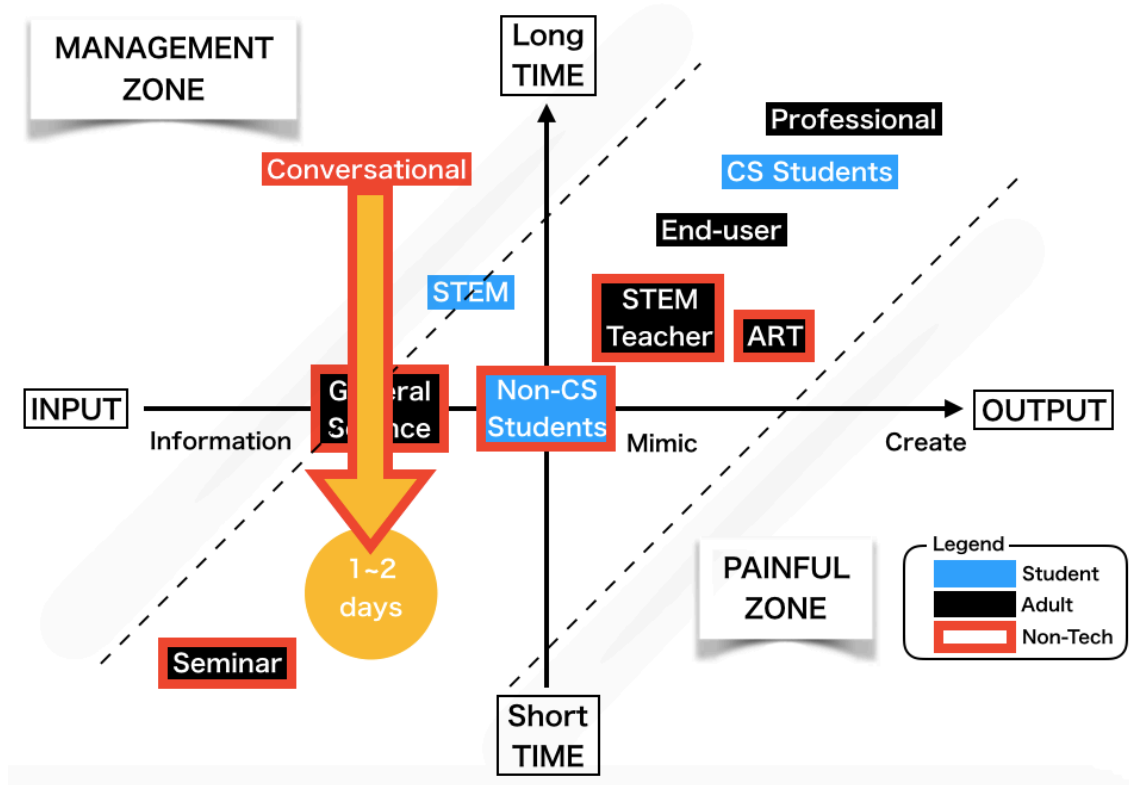 MANAGEMENT
ZONE
Long
TIME
Professional
Conversational
CS Students
End-user
STEM
STEM
Teacher
ART
INPUT
Non-CS
Students
OUTPUT
Information
Mimic
Create
1~2
days
PAINFUL
ZONE
Legend
Student
Adult
Non-Tech
Seminar
Short
TIME